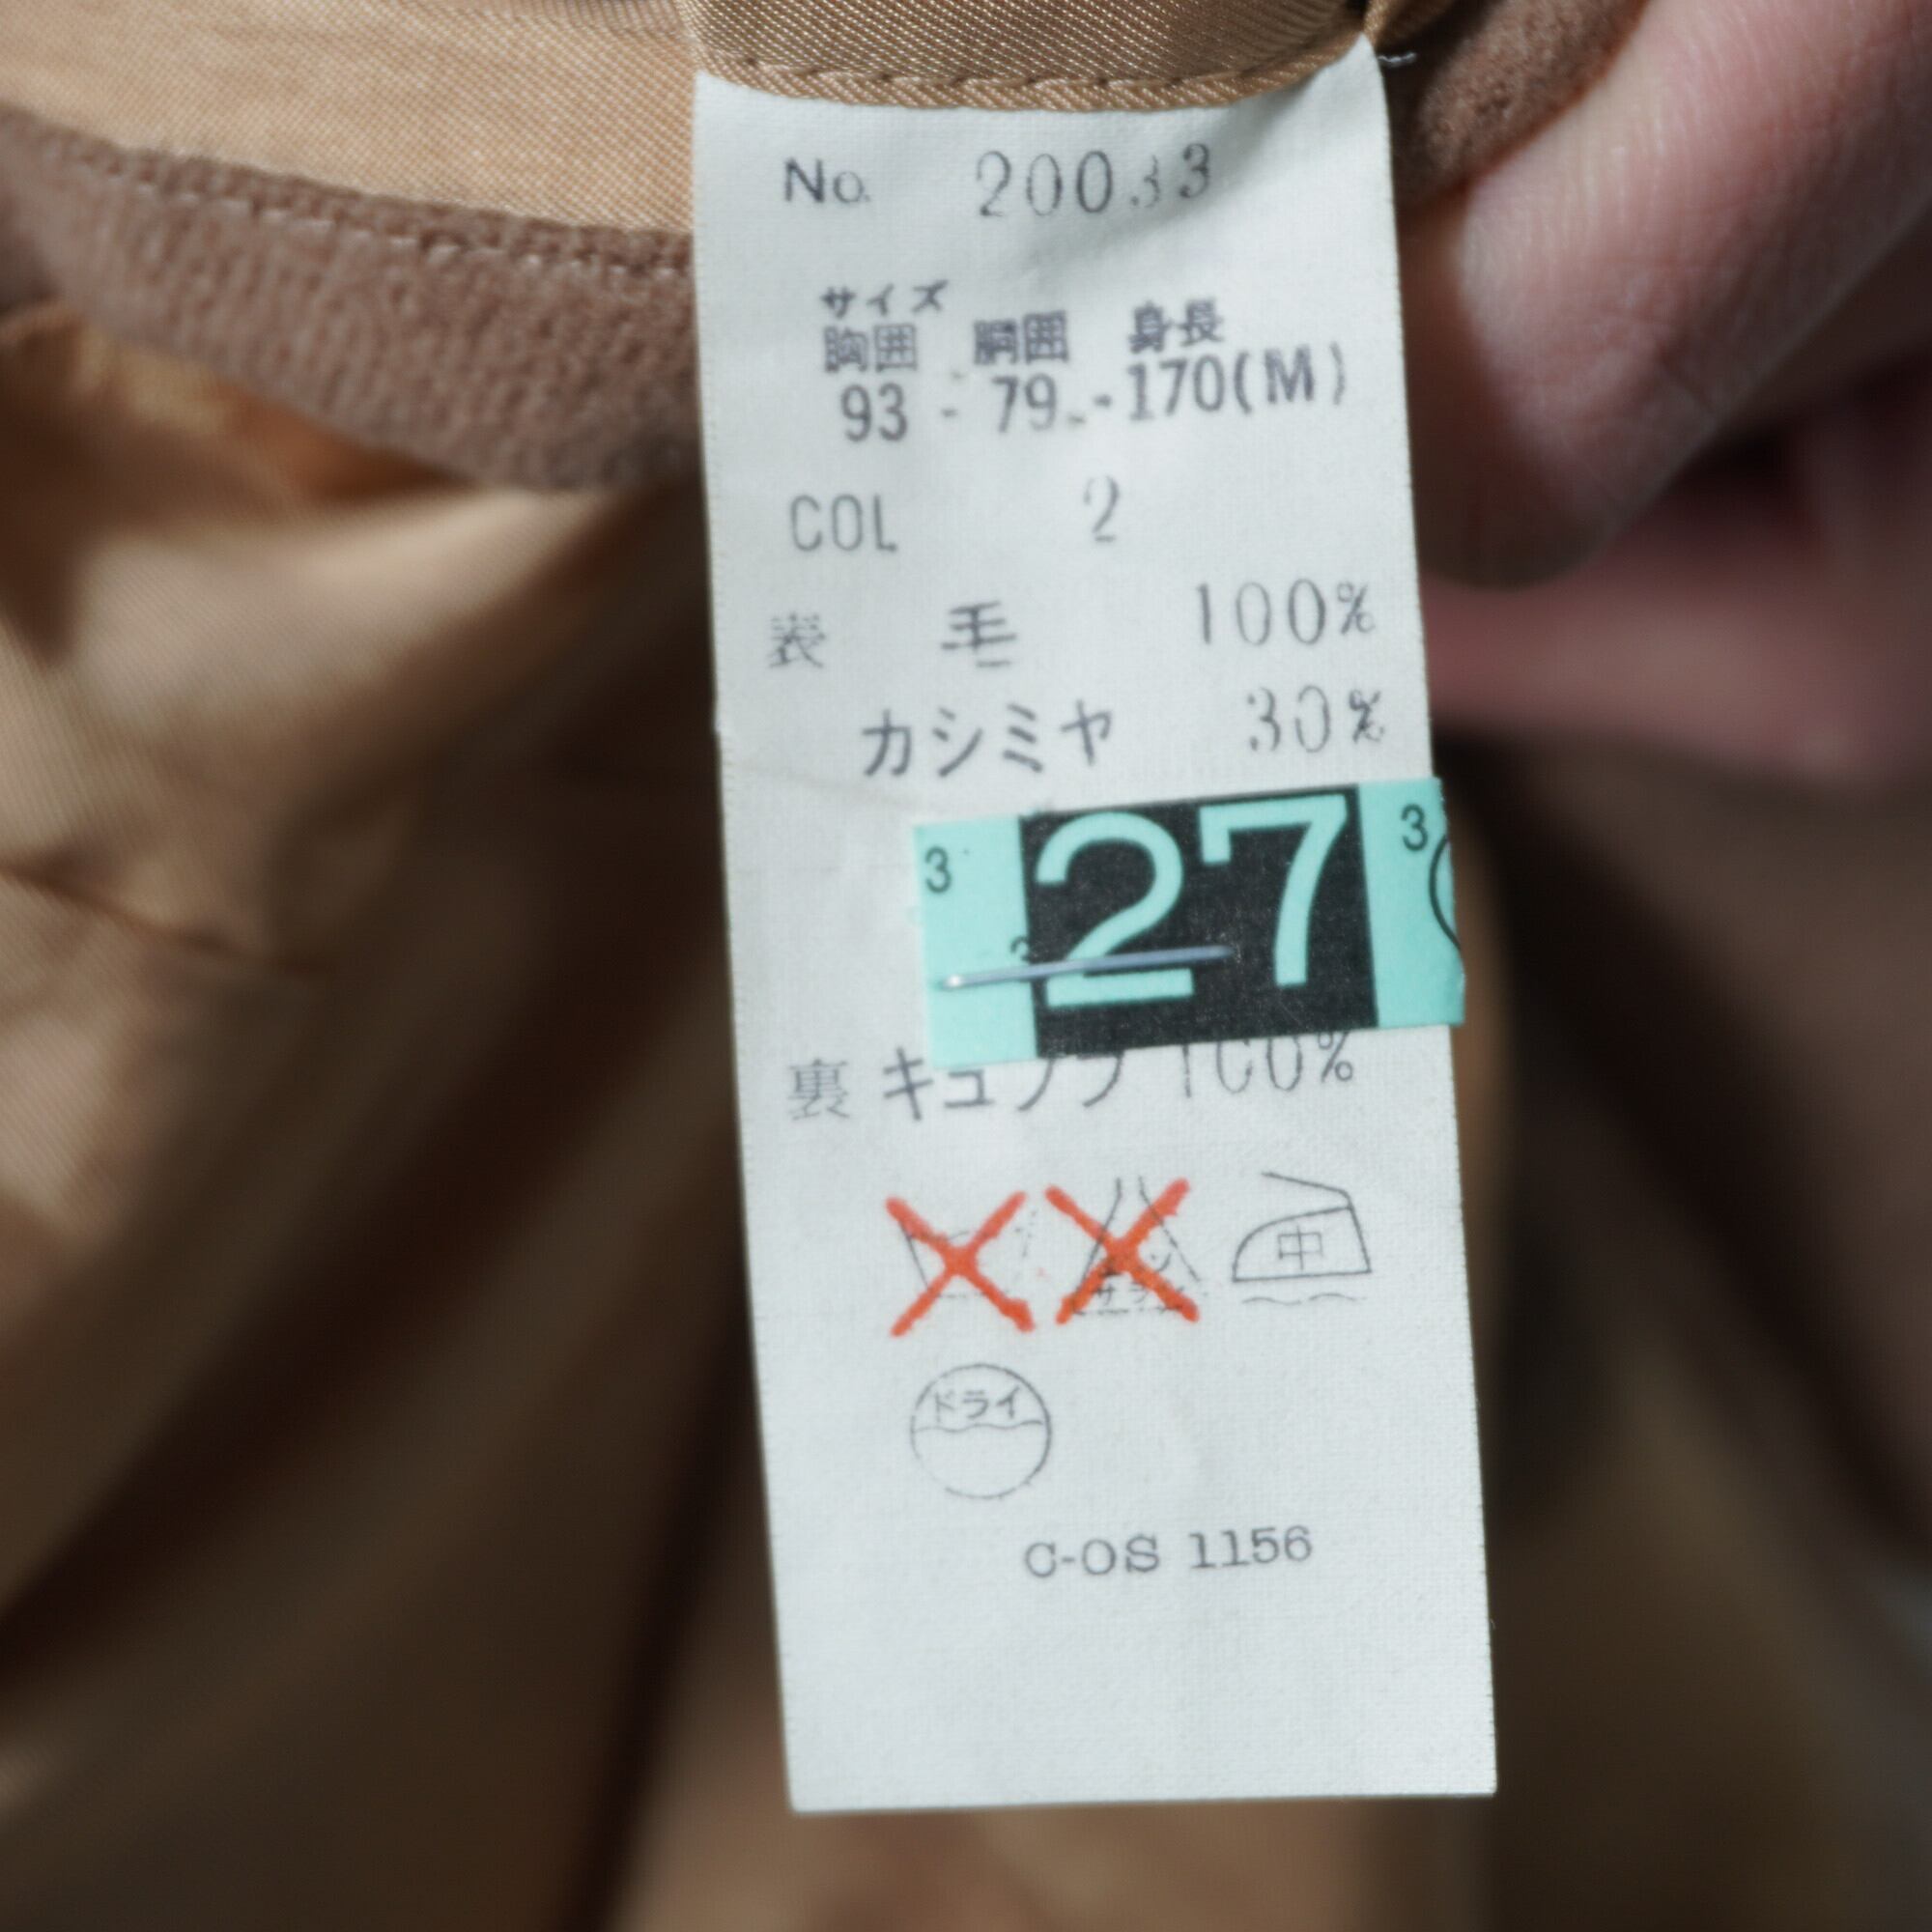 No. 20033
サイズ
胸囲 胴囲 身長
93 - 79 - 170(M)
COL 2
表 毛 100%
カシミヤ 30%
3 27 3
裏 キュプラ 100%
中
ドライ
C-OS 1156